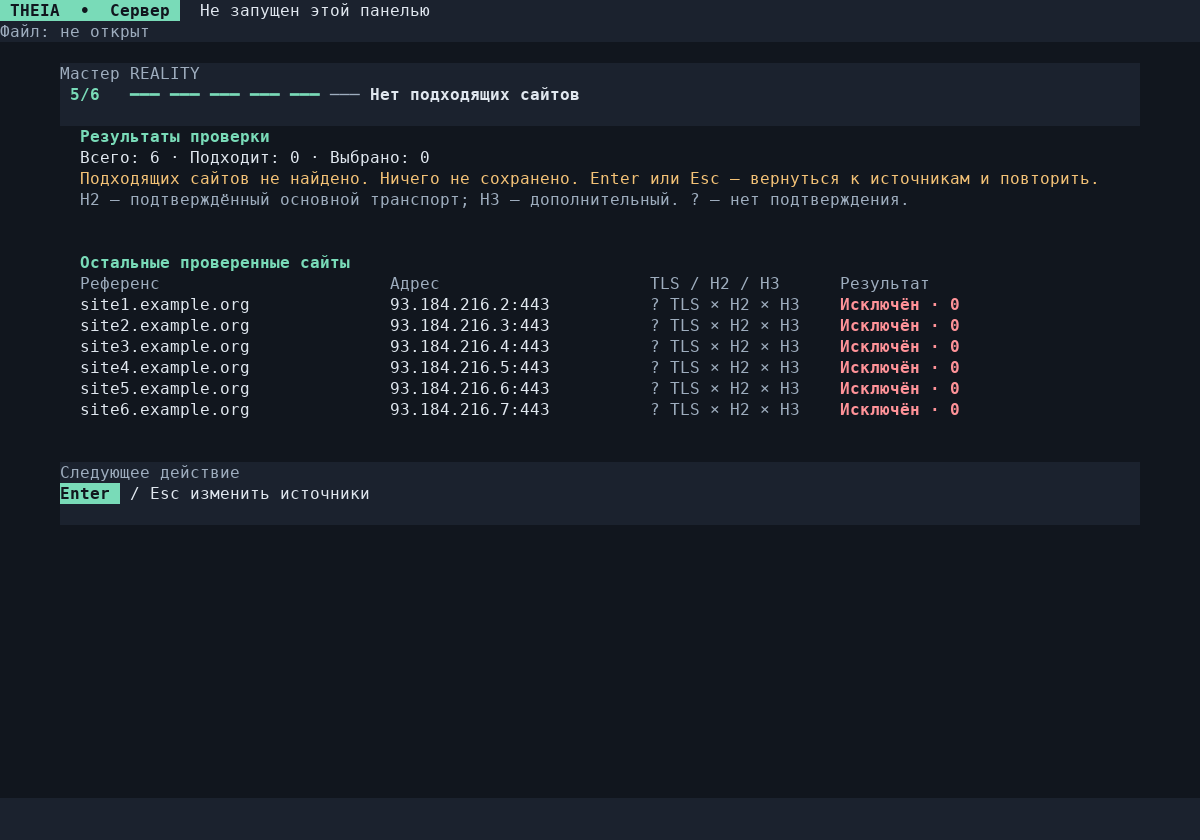 THEIA • Сервер Не запущен этой панелью
Файл: не открыт
Мастер REALITY
5/6 ━━━ ━━━ ━━━ ━━━ ━━━ ─── Нет подходящих сайтов
Результаты проверки
Всего: 6 · Подходит: 0 · Выбрано: 0
Подходящих сайтов не найдено. Ничего не сохранено. Enter или Esc — вернуться к источникам и повторить.
H2 — подтверждённый основной транспорт; H3 — дополнительный. ? — нет подтверждения.
Остальные проверенные сайты
Референс Адрес TLS / H2 / H3 Результат
site1.example.org 93.184.216.2:443 ? TLS × H2 × H3 Исключён · 0
site2.example.org 93.184.216.3:443 ? TLS × H2 × H3 Исключён · 0
site3.example.org 93.184.216.4:443 ? TLS × H2 × H3 Исключён · 0
site4.example.org 93.184.216.5:443 ? TLS × H2 × H3 Исключён · 0
site5.example.org 93.184.216.6:443 ? TLS × H2 × H3 Исключён · 0
site6.example.org 93.184.216.7:443 ? TLS × H2 × H3 Исключён · 0
Следующее действие
Enter / Esc изменить источники